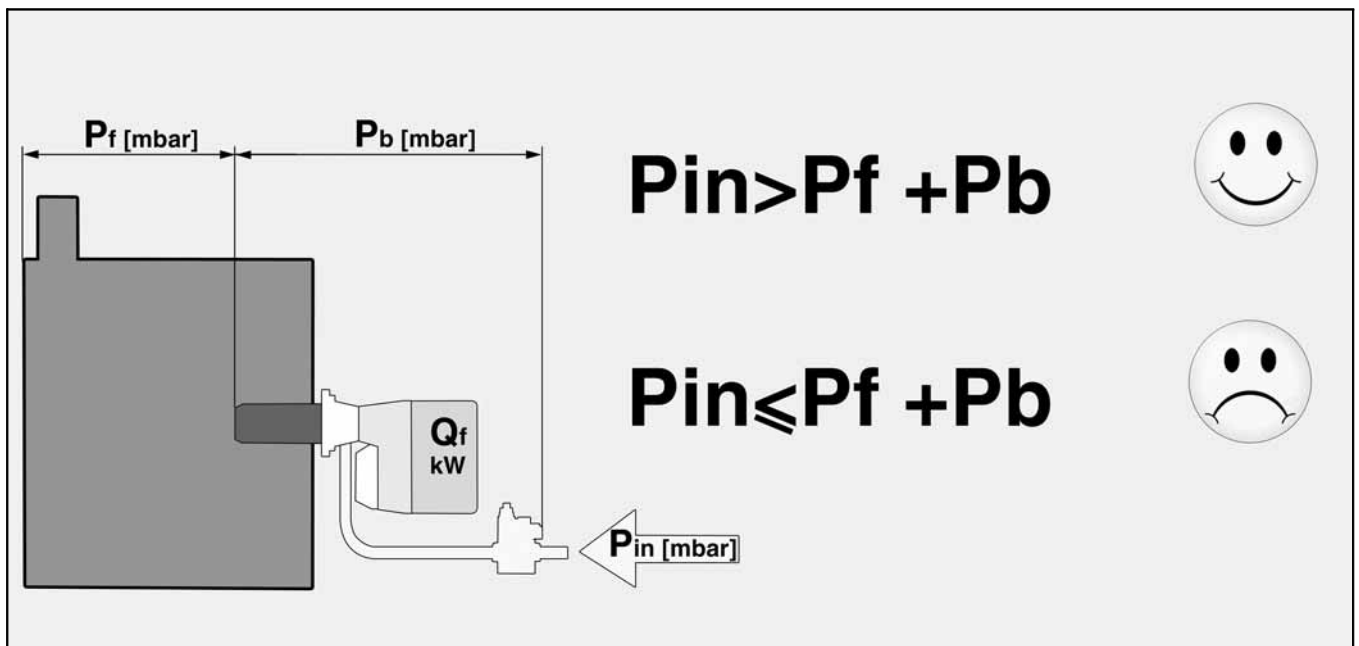 Pf [mbar]
Pb [mbar]
Pin>Pf +Pb
Pin⩽Pf +Pb
Qf
kW
Pin [mbar]